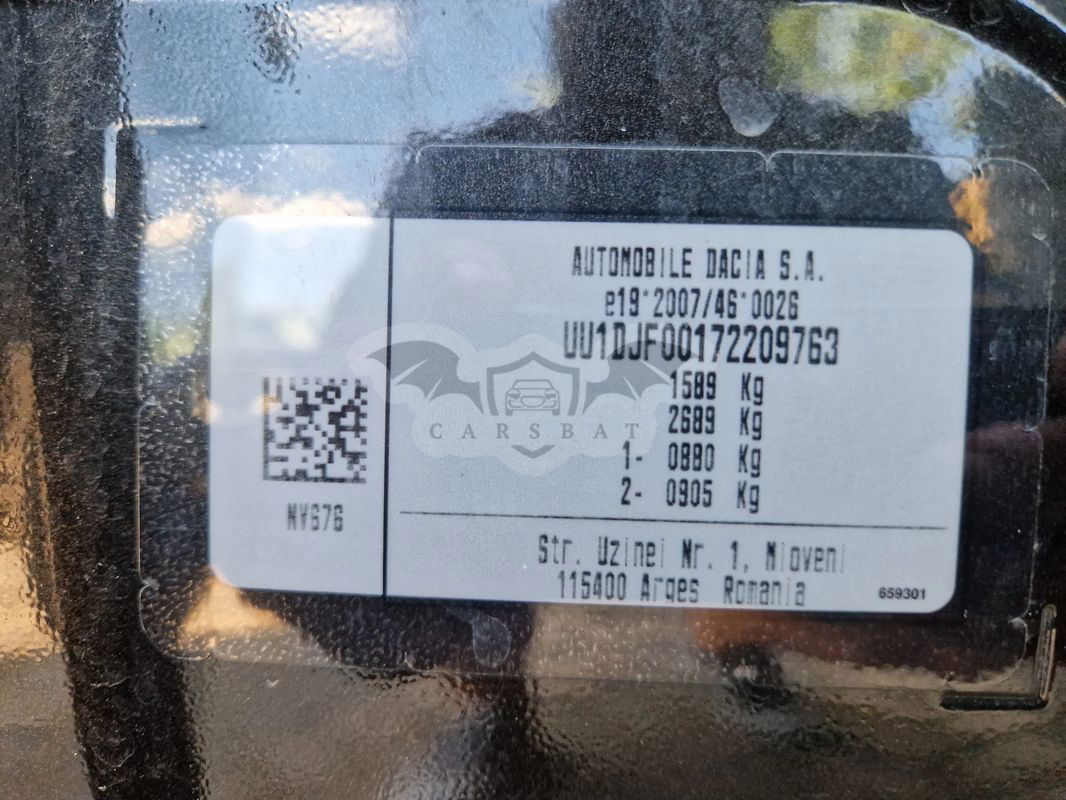 AUTOMOBILE DACIA S.A.
e19*2007/46*0026
UU1DJF00172209763
1589 Kg
2689 Kg
1- 0880 Kg
2- 0905 Kg
CARSBAT
NV676
Str. Uzinei Nr. 1, Mioveni
115400 Arges Romania
659301